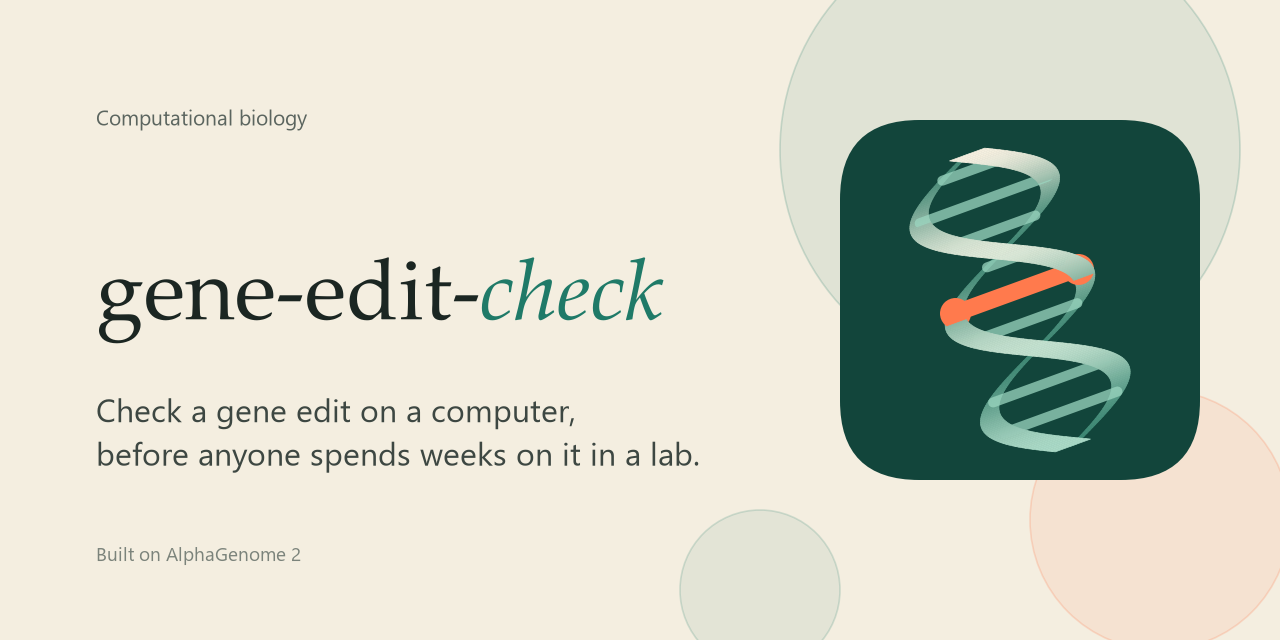 Computational biology
gene-edit-check
Check a gene edit on a computer,
before anyone spends weeks on it in a lab.
Built on AlphaGenome 2